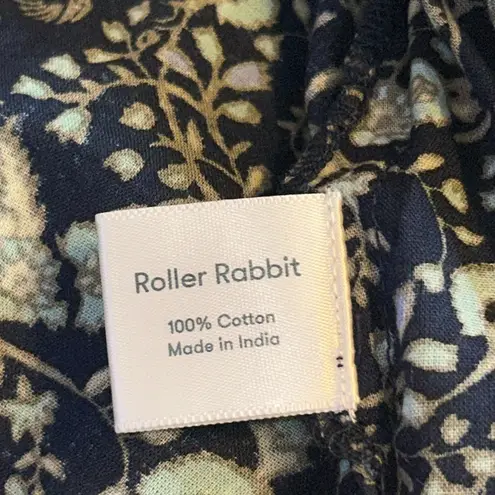 Roller Rabbit
100% Cotton
Made in India